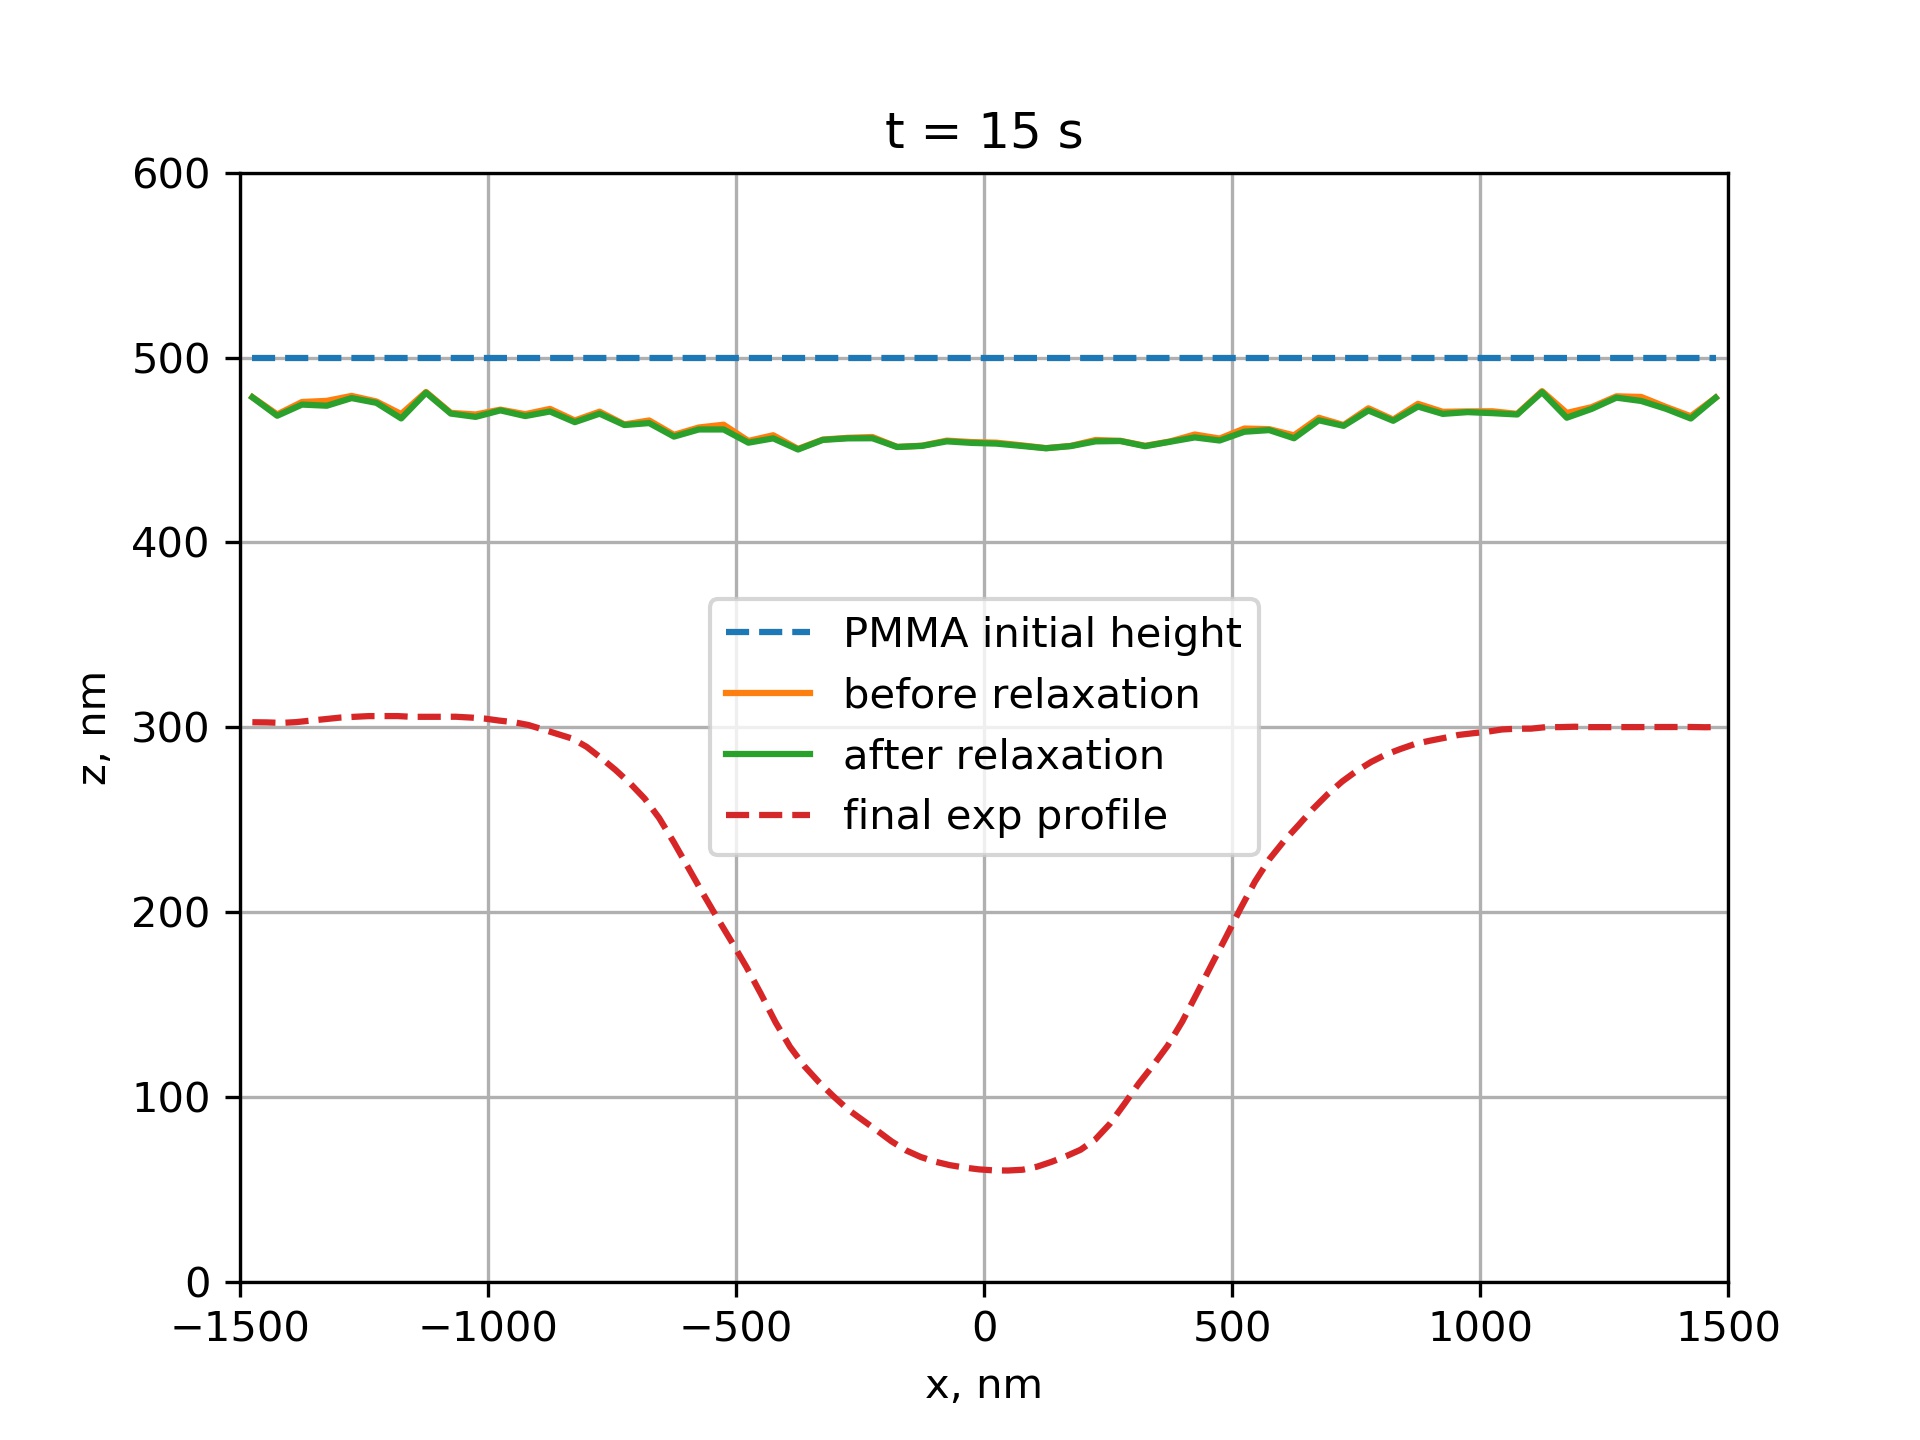 t = 15 s
600
500
400
300
200
100
0
z, nm
PMMA initial height
before relaxation
after relaxation
final exp profile
−1500 −1000 −500 0 500 1000 1500
x, nm